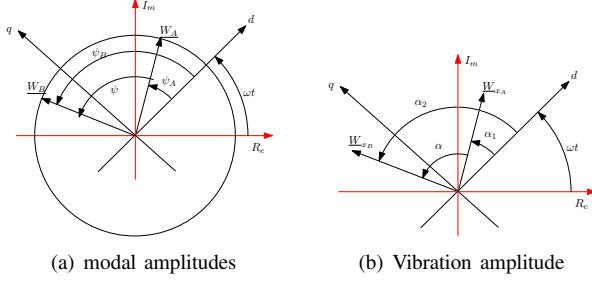 I_m
q
W_A
d
ψ_B
ψ_A
W_B
ψ
ωt
R_e
(a) modal amplitudes
I_m
d
q
W_{x_A}
α_2
α_1
W_{x_B}
α
ωt
R_e
(b) Vibration amplitude